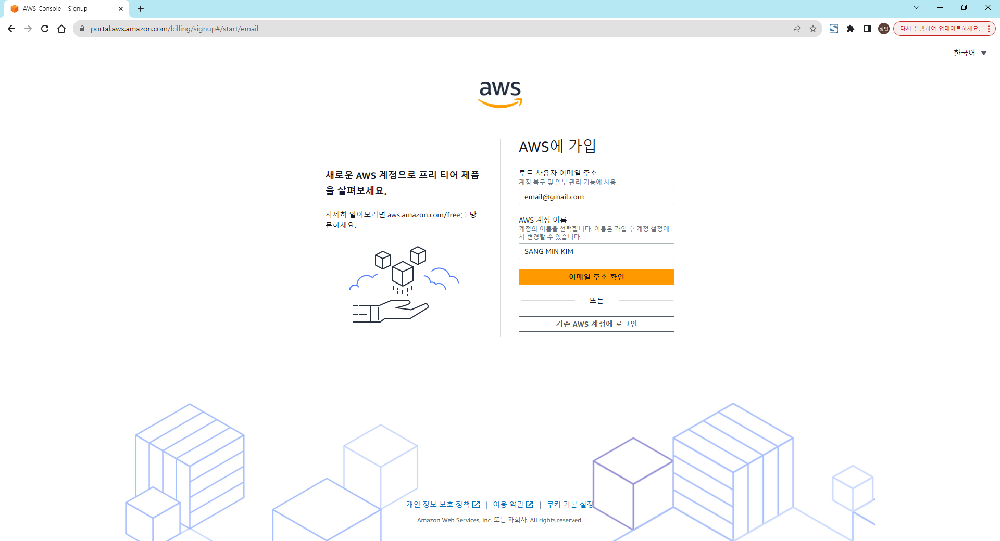 AWS Console - Signup
portal.aws.amazon.com/billing/signup#/start/email
상민
다시 실행하여 업데이트하세요.
한국어
aws
새로운 AWS 계정으로 프리 티어 제품
을 살펴보세요.
자세히 알아보려면 aws.amazon.com/free를 방
문하세요.
AWS에 가입
루트 사용자 이메일 주소
계정 복구 및 일부 관리 기능에 사용
email@gmail.com
AWS 계정 이름
계정의 이름을 선택합니다. 이름은 가입 후 계정 설정에
서 변경할 수 있습니다.
SANG MIN KIM
이메일 주소 확인
또는
기존 AWS 계정에 로그인
개인 정보 보호 정책 | 이용 약관 | 쿠키 기본 설정
Amazon Web Services, Inc. 또는 자회사. All rights reserved.